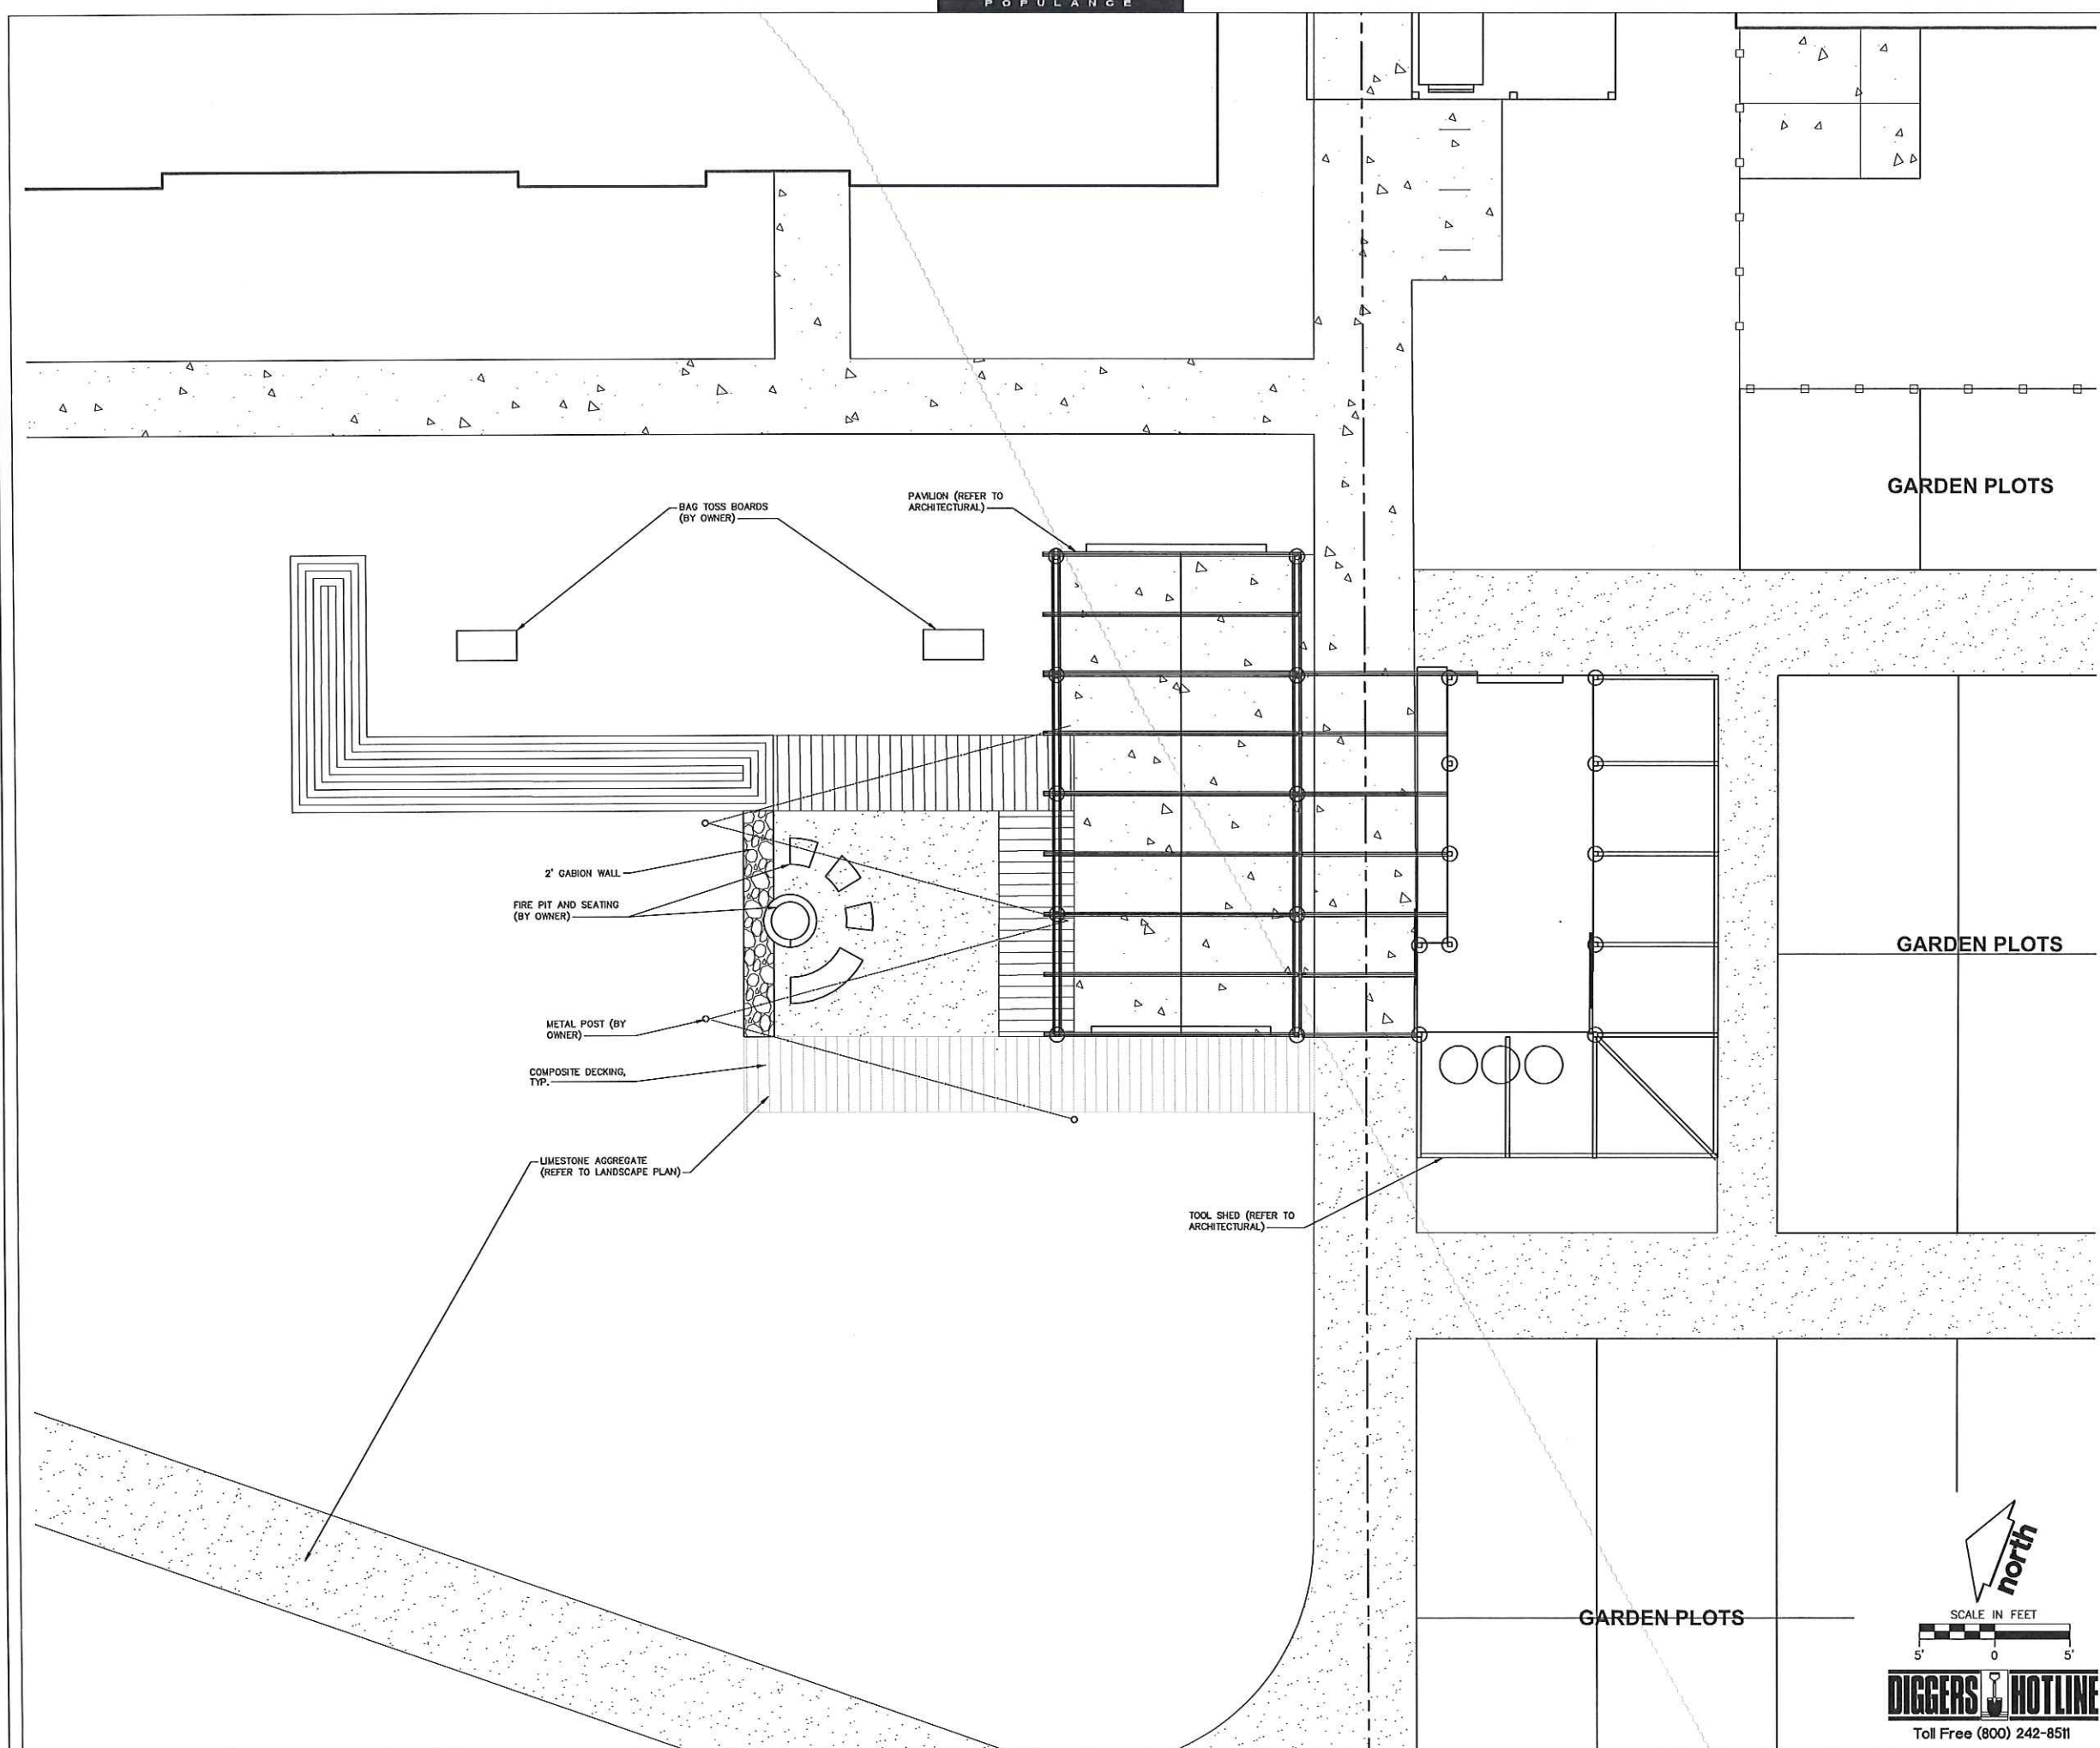 POPULANCE
GARDEN PLOTS
BAG TOSS BOARDS
(BY OWNER)
PAVILION (REFER TO
ARCHITECTURAL)
2' GABION WALL
FIRE PIT AND SEATING
(BY OWNER)
GARDEN PLOTS
METAL POST (BY
OWNER)
COMPOSITE DECKING,
TYP.
LIMESTONE AGGREGATE
(REFER TO LANDSCAPE PLAN)
TOOL SHED (REFER TO
ARCHITECTURAL)
north
GARDEN PLOTS
SCALE IN FEET
5' 0 5'
DIGGERS HOTLINE
Toll Free (800) 242-8511